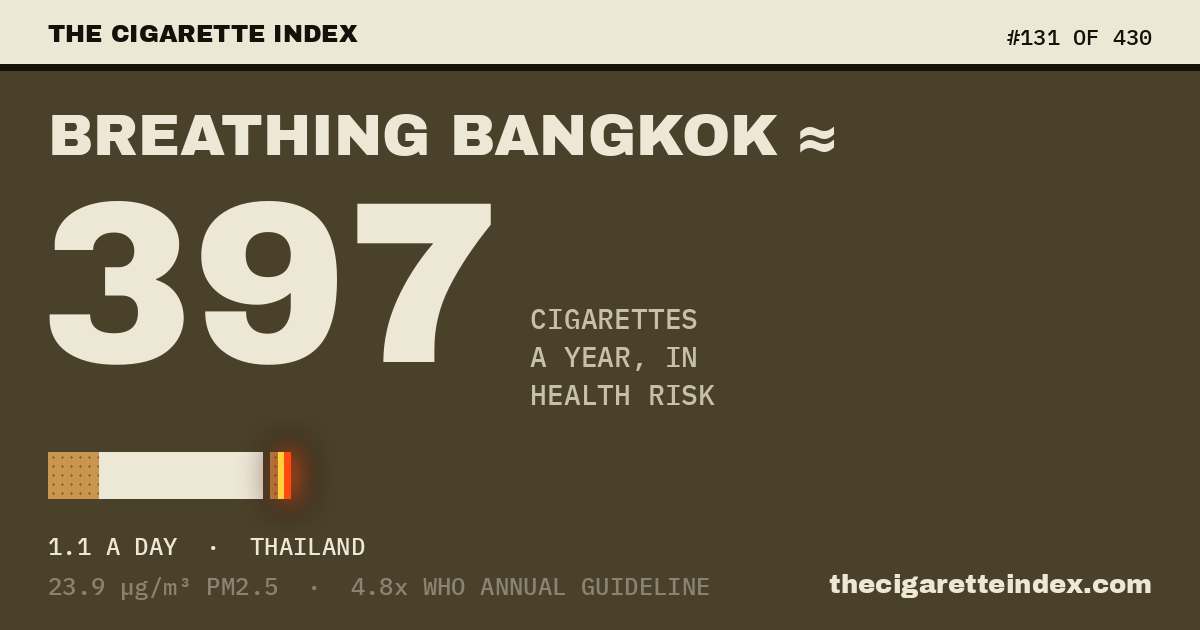 THE CIGARETTE INDEX
#131 OF 430
BREATHING BANGKOK ≈
397
CIGARETTES
A YEAR, IN
HEALTH RISK
1.1 A DAY · THAILAND
23.9 µg/m³ PM2.5 · 4.8x WHO ANNUAL GUIDELINE
thecigaretteindex.com